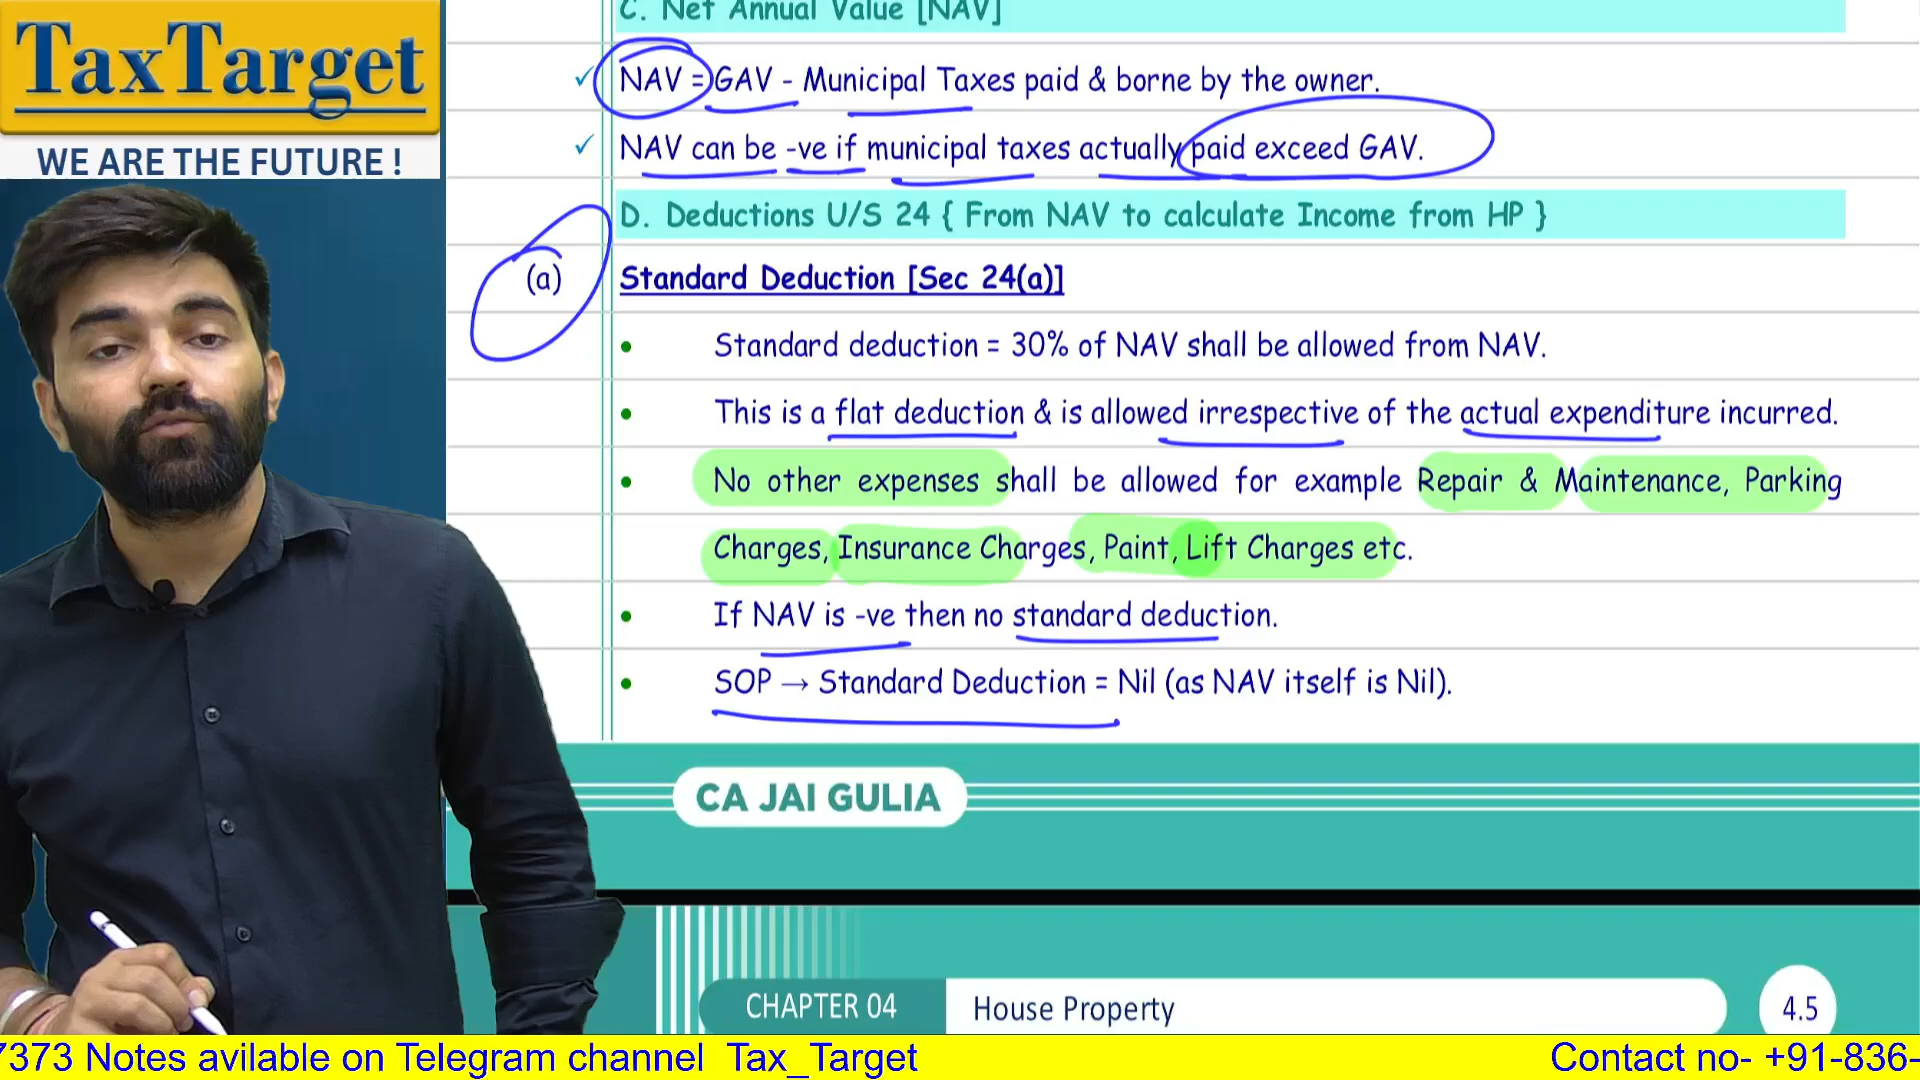 TaxTarget
WE ARE THE FUTURE !
C. Net Annual Value [NAV]
✓ NAV = GAV - Municipal Taxes paid & borne by the owner.
✓ NAV can be -ve if municipal taxes actually paid exceed GAV.
D. Deductions U/S 24 { From NAV to calculate Income from HP }
(a) Standard Deduction [Sec 24(a)]
• Standard deduction = 30% of NAV shall be allowed from NAV.
• This is a flat deduction & is allowed irrespective of the actual expenditure incurred.
• No other expenses shall be allowed for example Repair & Maintenance, Parking
Charges, Insurance Charges, Paint, Lift Charges etc.
• If NAV is -ve then no standard deduction.
• SOP → Standard Deduction = Nil (as NAV itself is Nil).
CA JAI GULIA
CHAPTER 04 House Property 4.5
7373 Notes avilable on Telegram channel Tax_Target Contact no- +91-836-